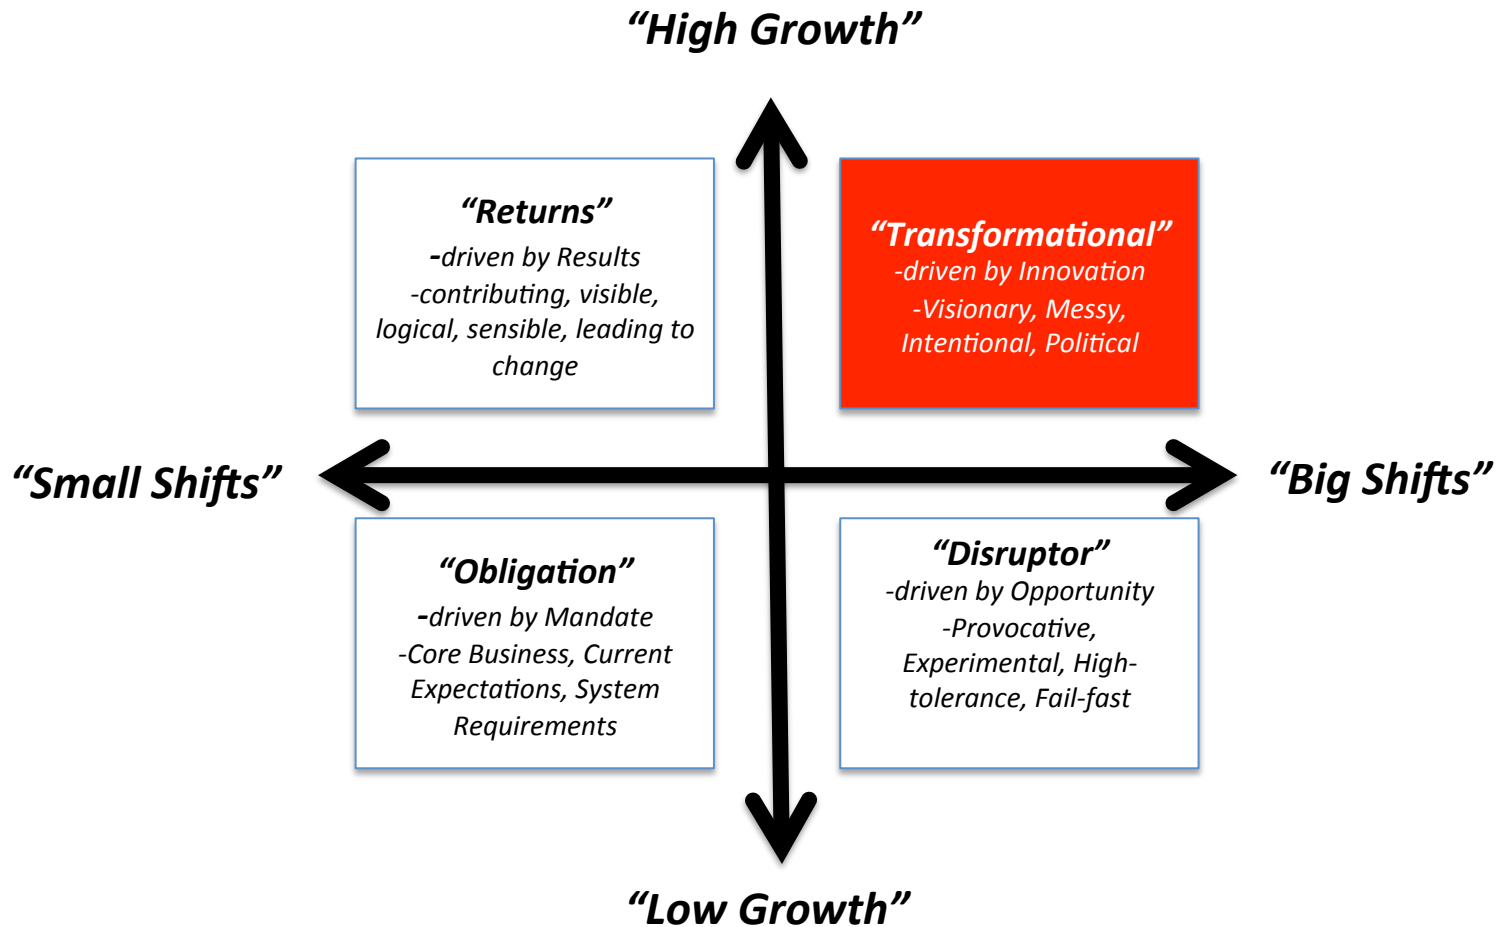 “High Growth”
“Returns”
-driven by Results
-contributing, visible,
logical, sensible, leading to
change
“Transformational”
-driven by Innovation
-Visionary, Messy,
Intentional, Political
“Small Shifts”
“Big Shifts”
“Obligation”
-driven by Mandate
-Core Business, Current
Expectations, System
Requirements
“Disruptor”
-driven by Opportunity
-Provocative,
Experimental, High-
tolerance, Fail-fast
“Low Growth”